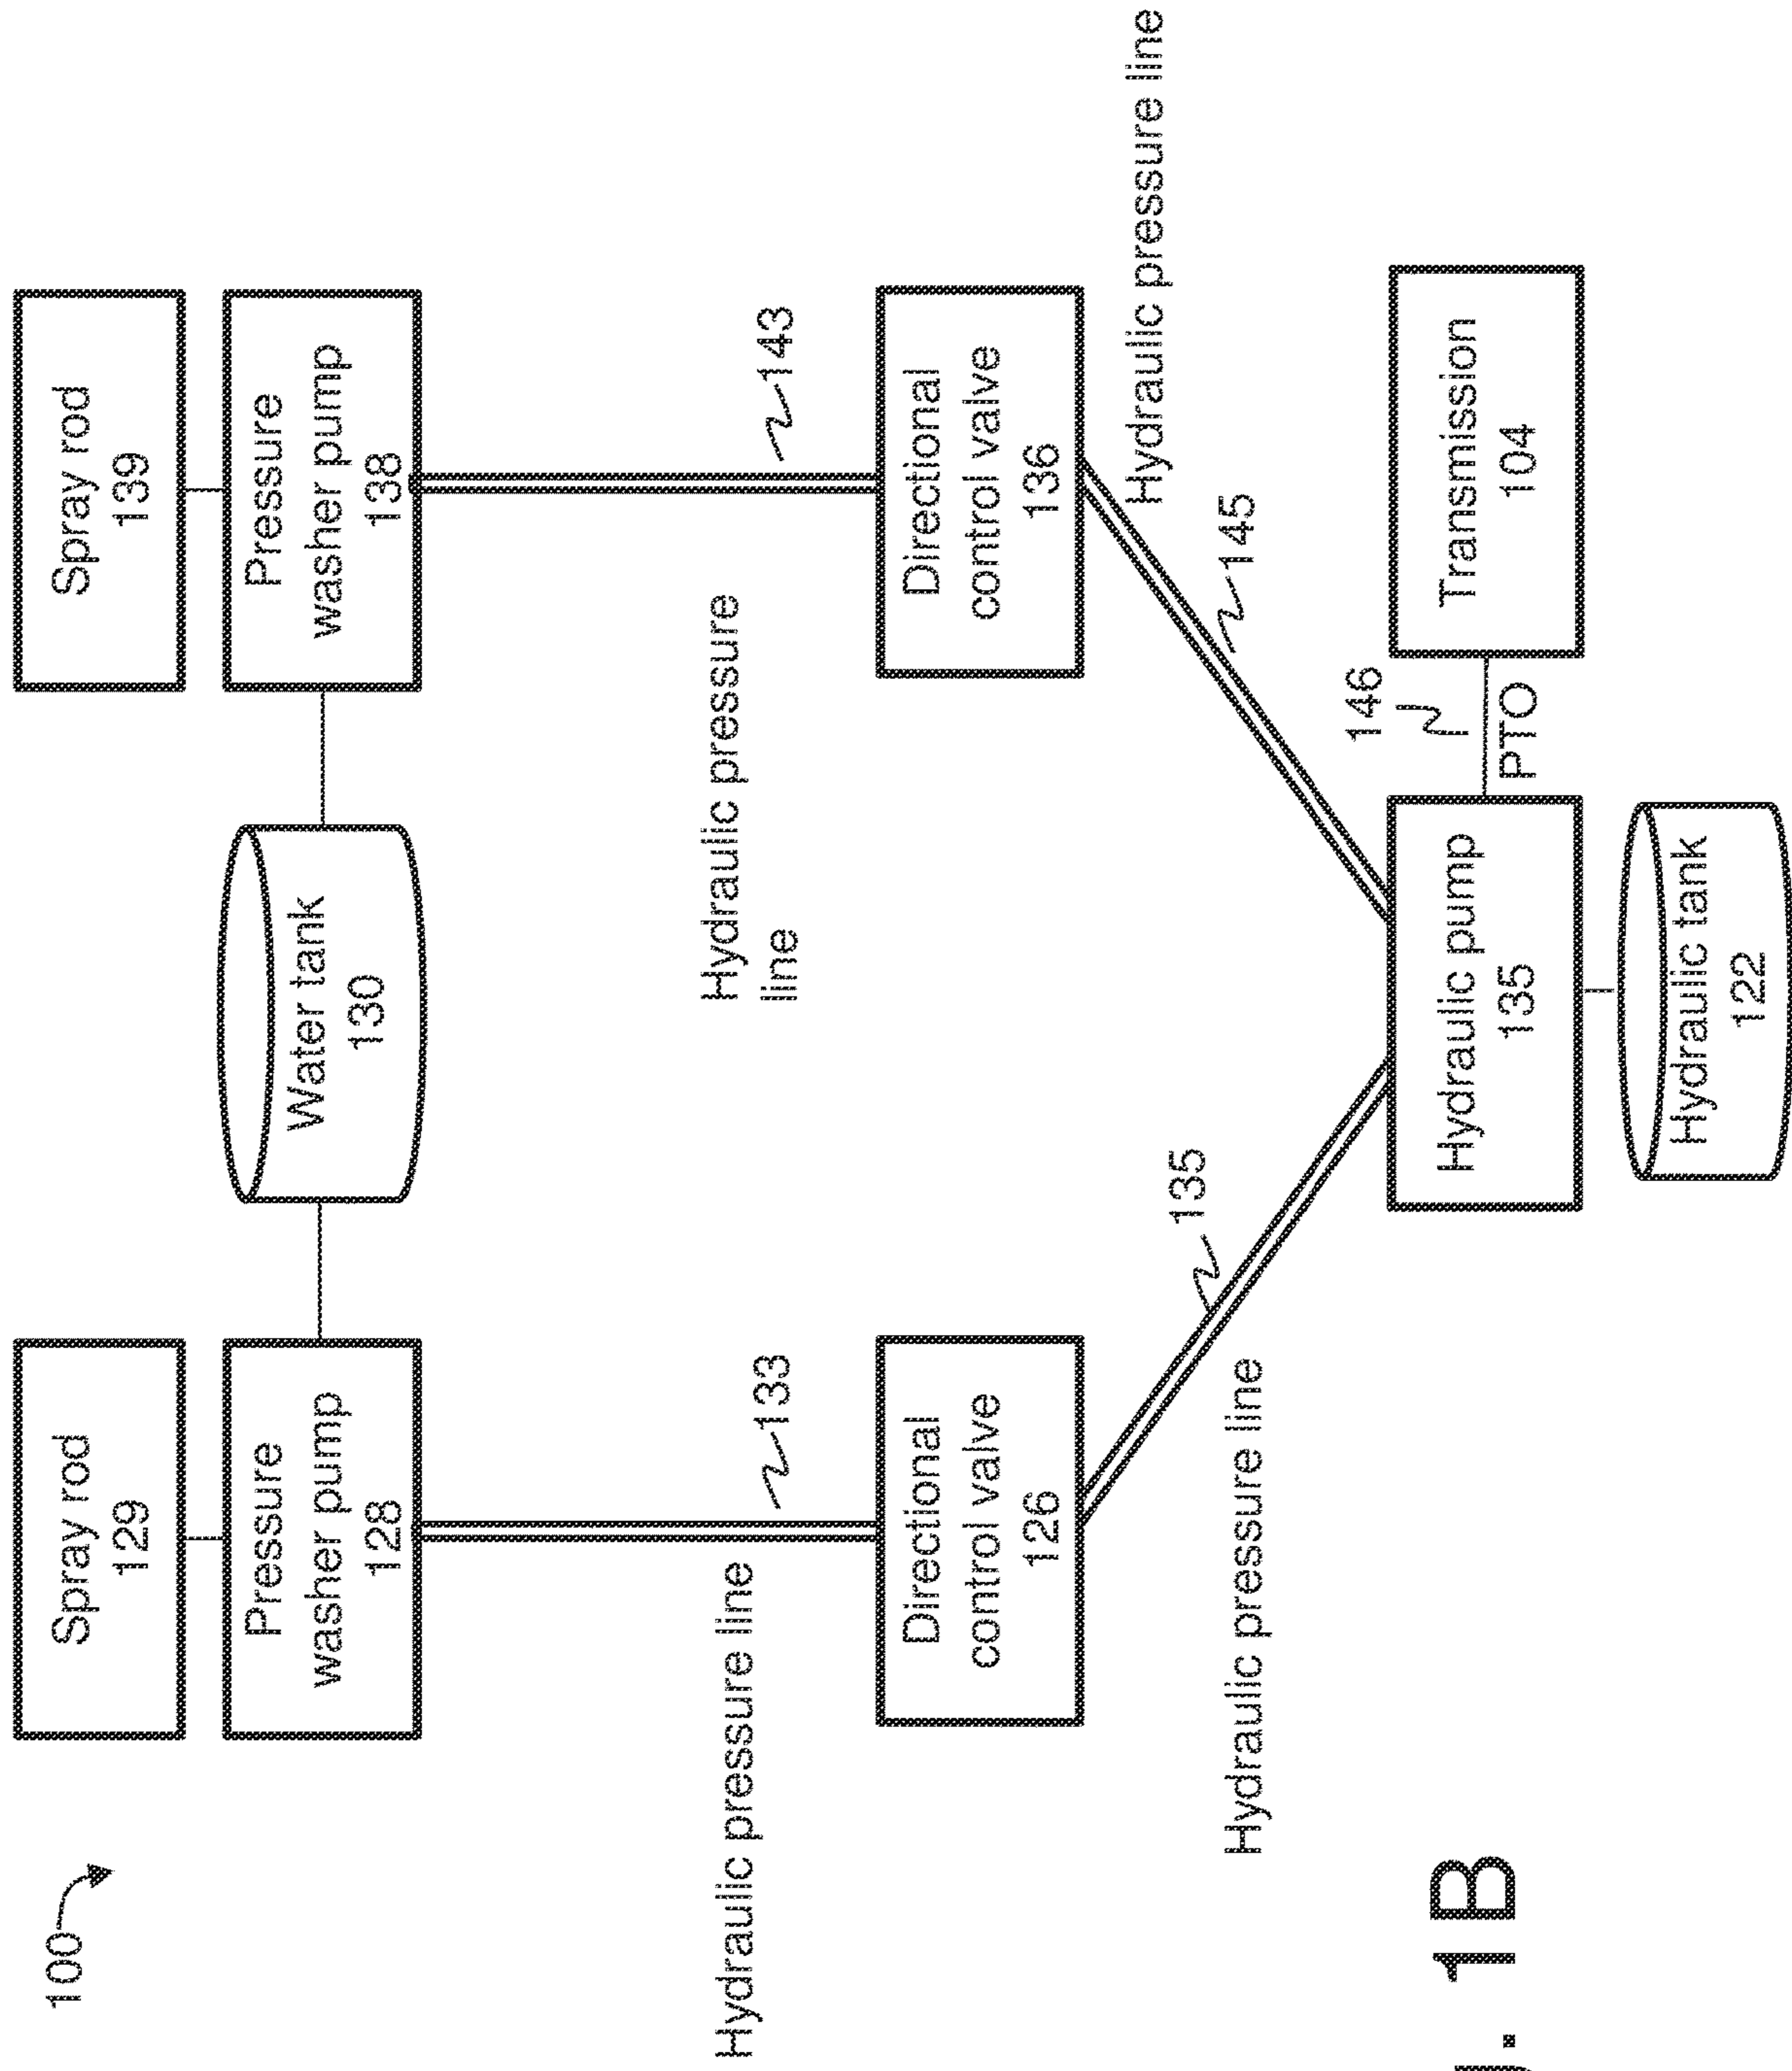 100
Spray rod
129
Spray rod
139
Pressure
washer pump
128
Water tank
130
Pressure
washer pump
138
133
143
Hydraulic pressure line
Hydraulic pressure
line
Directional
control valve
126
Directional
control valve
136
135
Hydraulic pressure line
145
Hydraulic pressure line
146
PTO
Hydraulic pump
135
Transmission
104
Hydraulic tank
122
1B